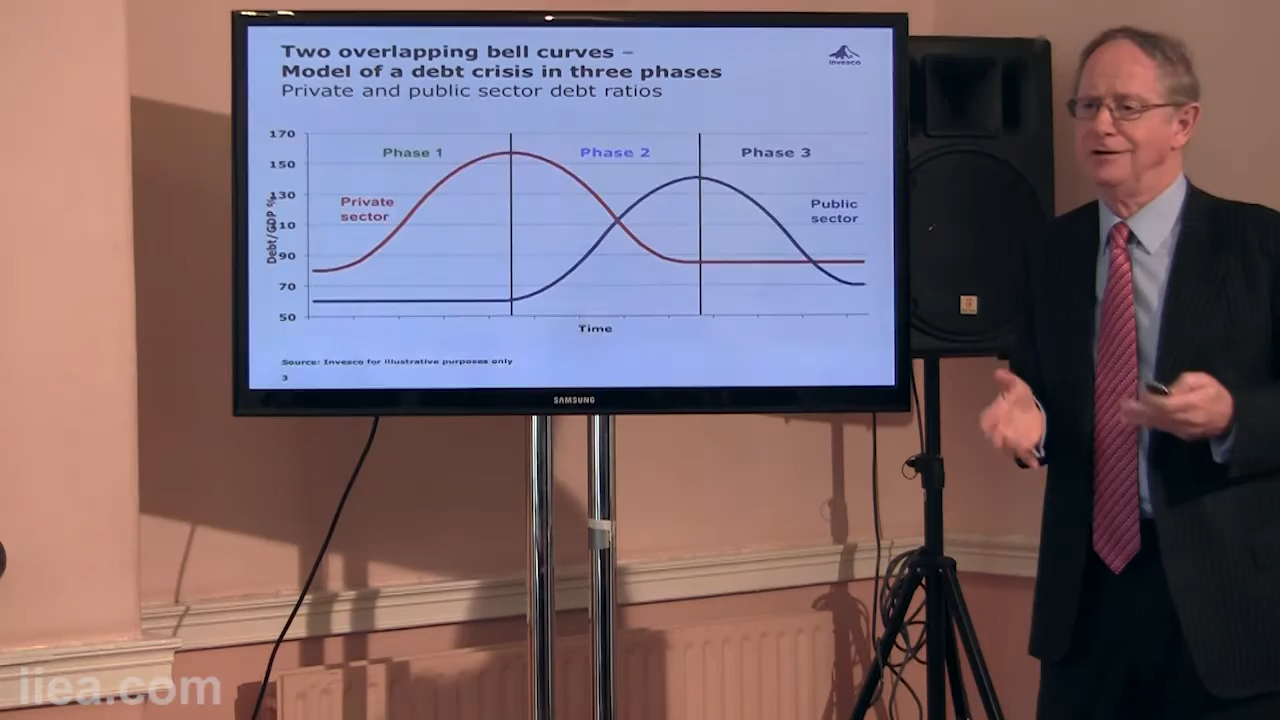 Two overlapping bell curves –
Model of a debt crisis in three phases
Private and public sector debt ratios
Invesco
170
150
130
110
90
70
50
Debt/GDP %
Phase 1
Phase 2
Phase 3
Private
sector
Public
sector
Time
Source: Invesco for illustrative purposes only
3
SAMSUNG
iiea.com